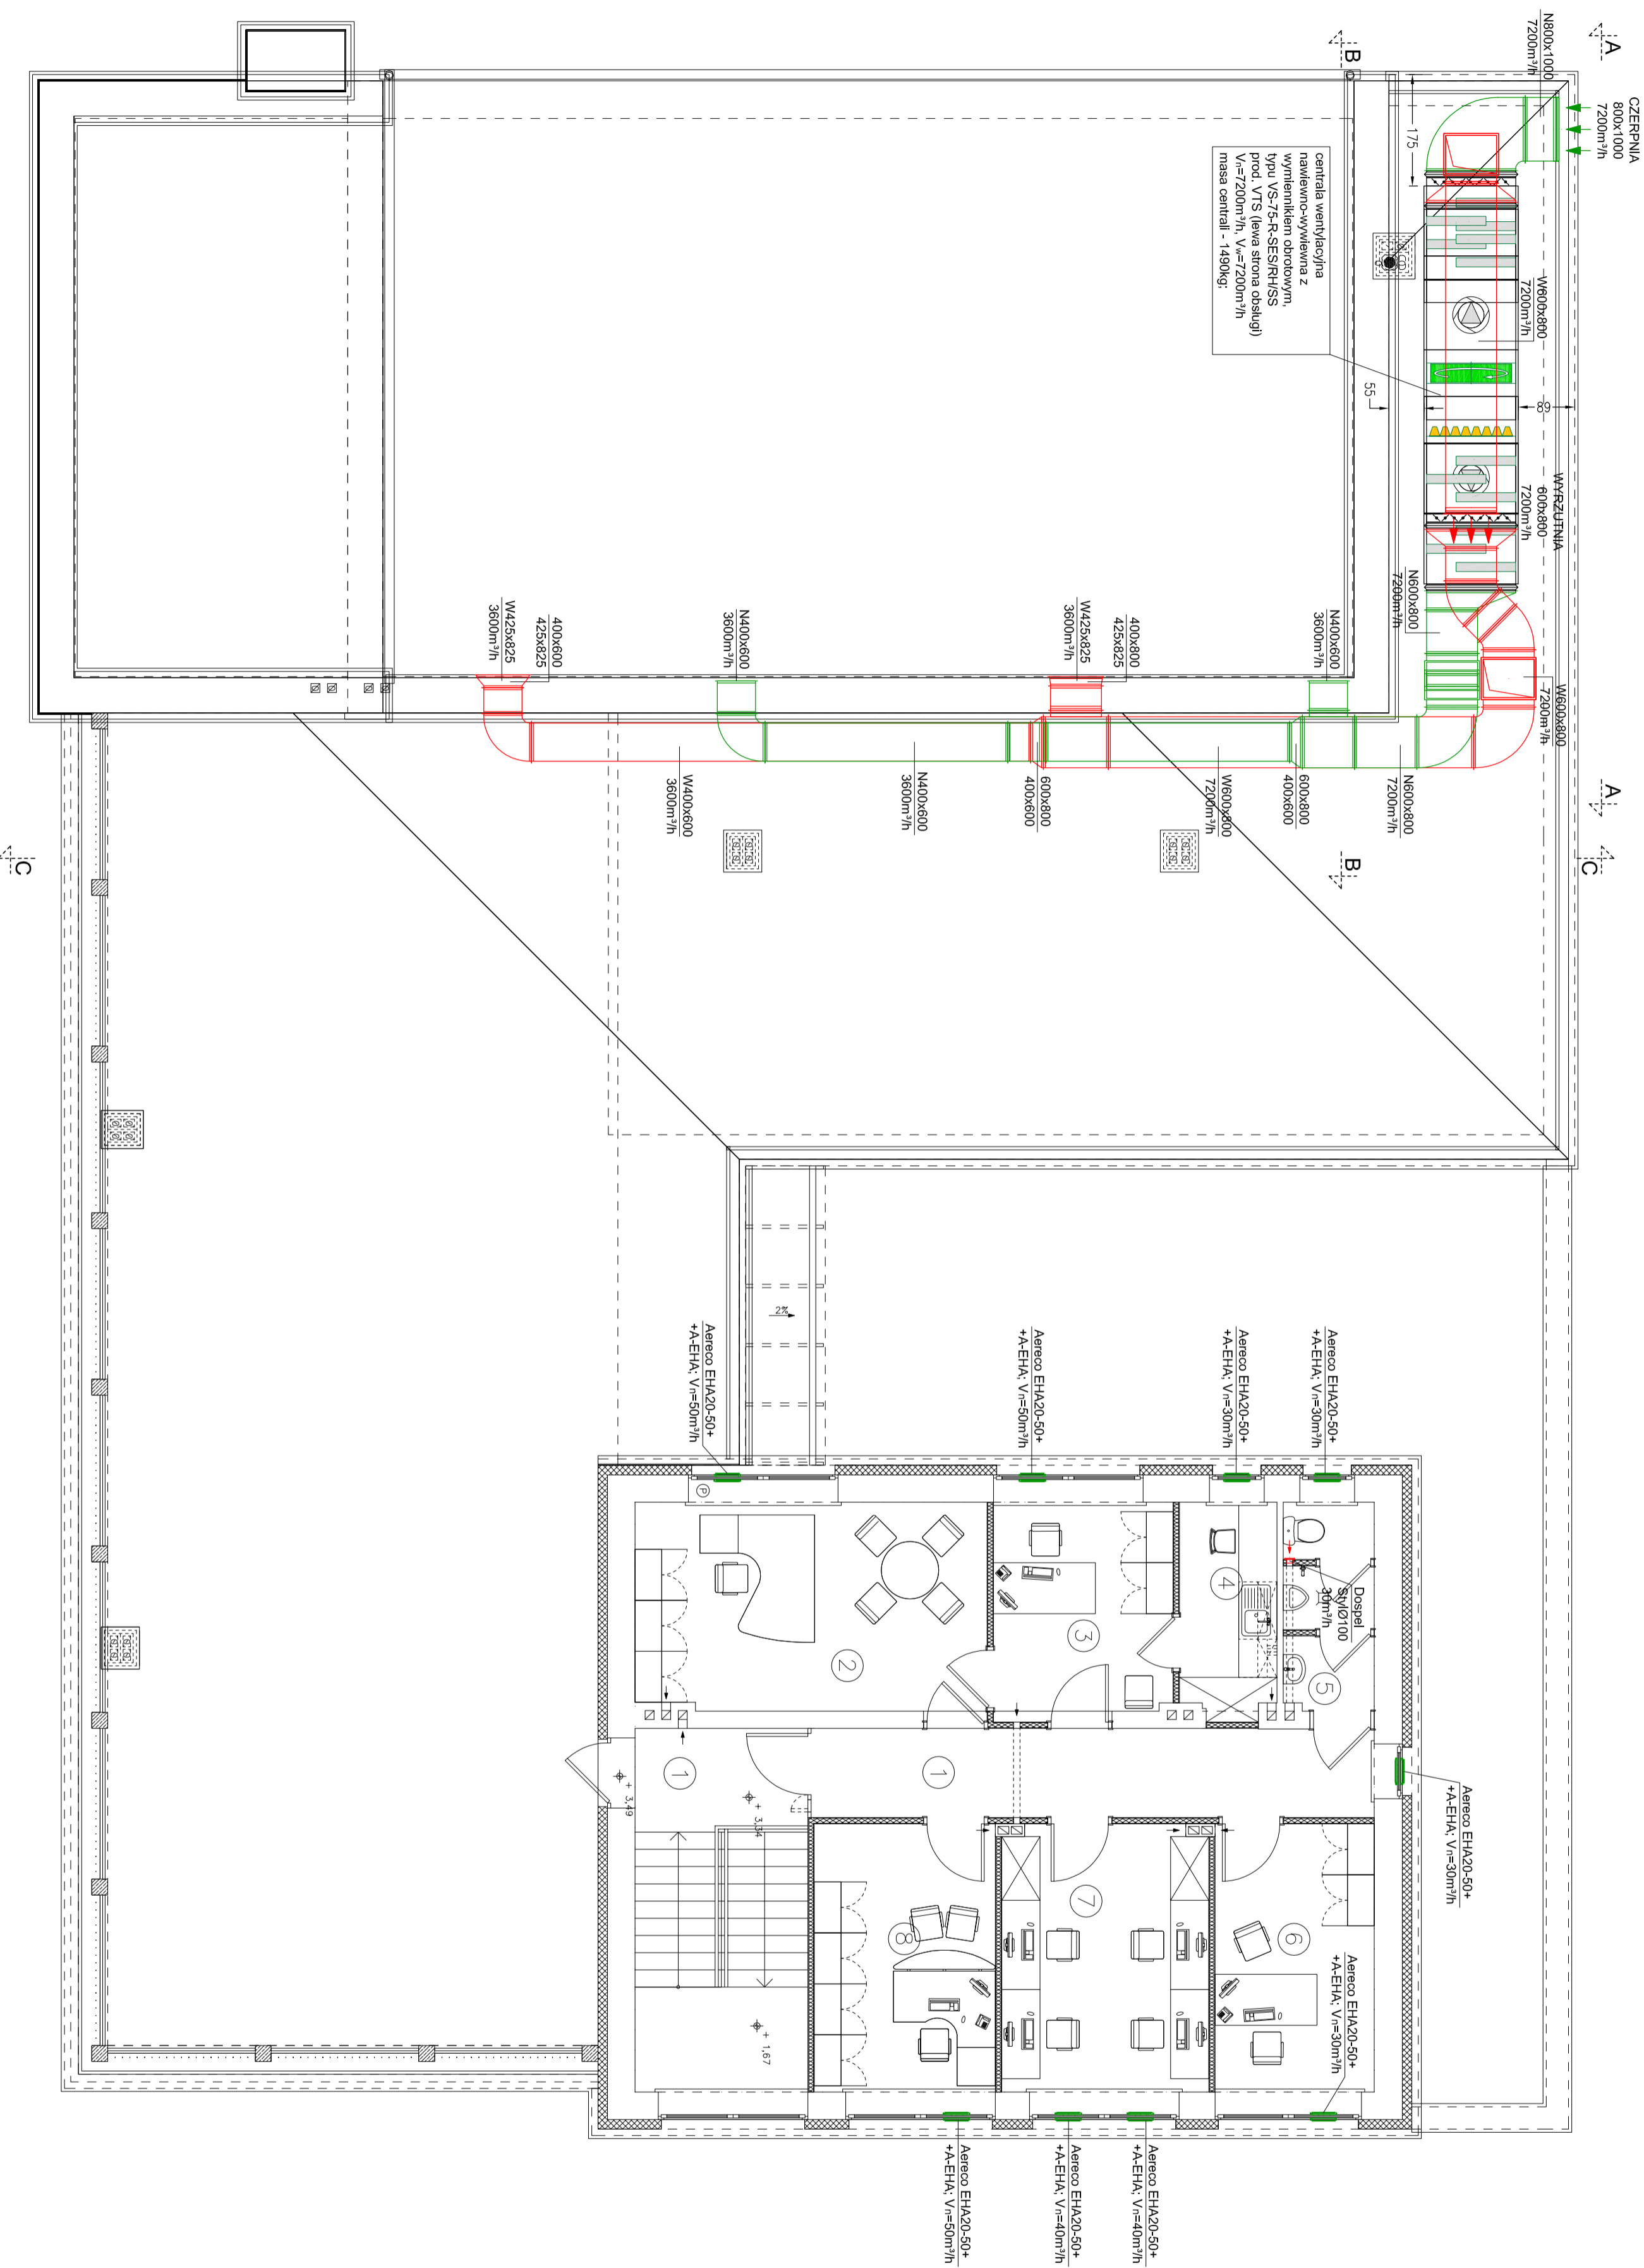 A
CZERPNIA
800x1000
7200m³/h
N800x1000
7200m³/h
B
175
centrala wentylacyjna
nawiewno-wywiewna z
wymiennikiem obrotowym,
typu VS-75-R-SES/RH/SS
prod. VTS (lewa strona obsługi)
Vn=7200m³/h, Vw=7200m³/h
masa centrali - 1490kg;
W600x800
7200m³/h
55
89
WYRZUTNIA
600x800
7200m³/h
N600x800
7200m³/h
W600x800
7200m³/h
N400x600
3600m³/h
400x800
425x825
W425x825
3600m³/h
N400x600
3600m³/h
400x600
425x825
W425x825
3600m³/h
A
C
N600x800
7200m³/h
600x800
400x600
W600x800
7200m³/h
600x800
400x600
N400x600
3600m³/h
W400x600
3600m³/h
B
C
2%
Aereco EHA20-50+
+A-EHA; Vn=30m³/h
Aereco EHA20-50+
+A-EHA; Vn=30m³/h
Aereco EHA20-50+
+A-EHA; Vn=50m³/h
Aereco EHA20-50+
+A-EHA; Vn=50m³/h
P
Dospel
StylØ100
30m³/h
5
4
3
2
1
1
+ 3,49
+ 3,34
+ 1,67
Aereco EHA20-50+
+A-EHA; Vn=30m³/h
6
7
8
Aereco EHA20-50+
+A-EHA; Vn=30m³/h
Aereco EHA20-50+
+A-EHA; Vn=40m³/h
Aereco EHA20-50+
+A-EHA; Vn=40m³/h
Aereco EHA20-50+
+A-EHA; Vn=50m³/h